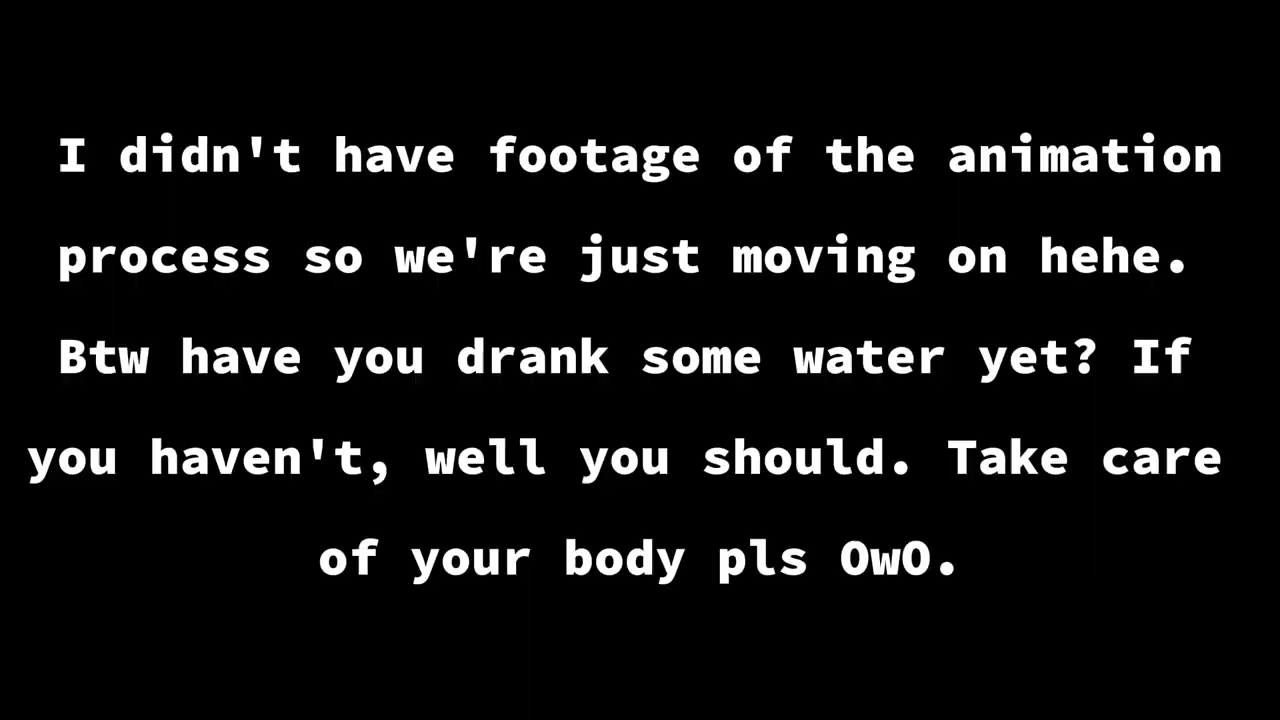 I didn't have footage of the animation
process so we're just moving on hehe.
Btw have you drank some water yet? If
you haven't, well you should. Take care
of your body pls OwO.